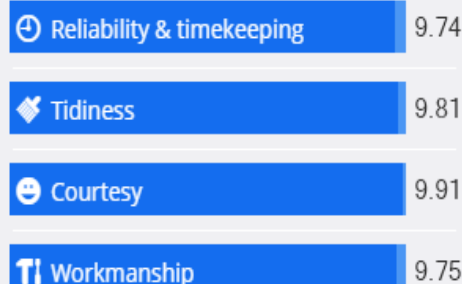 Reliability & timekeeping 9.74
Tidiness 9.81
Courtesy 9.91
Workmanship 9.75